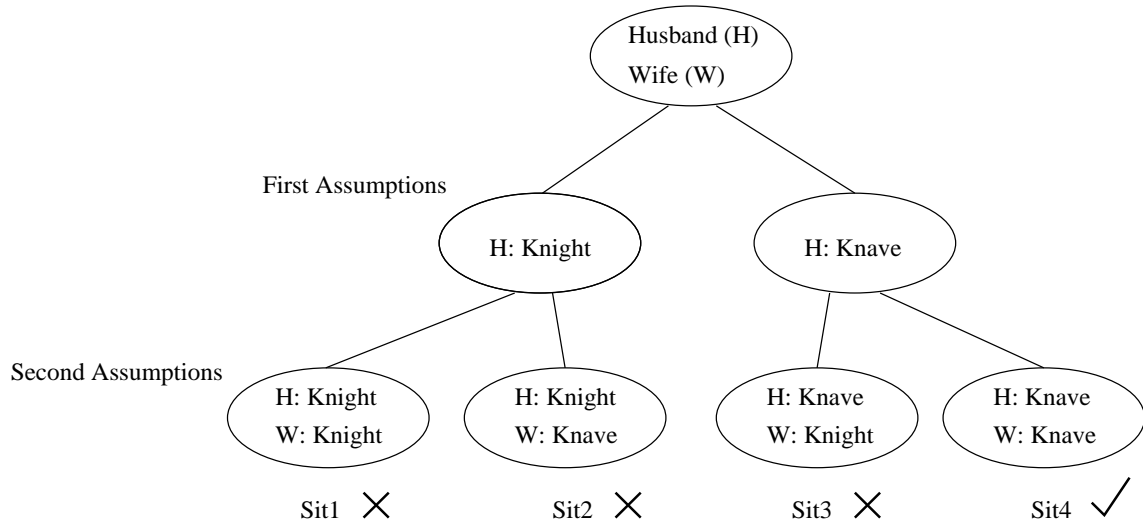 Husband (H)
Wife (W)
First Assumptions
H: Knight
H: Knave
Second Assumptions
H: Knight
W: Knight
H: Knight
W: Knave
H: Knave
W: Knight
H: Knave
W: Knave
Sit1
Sit2
Sit3
Sit4